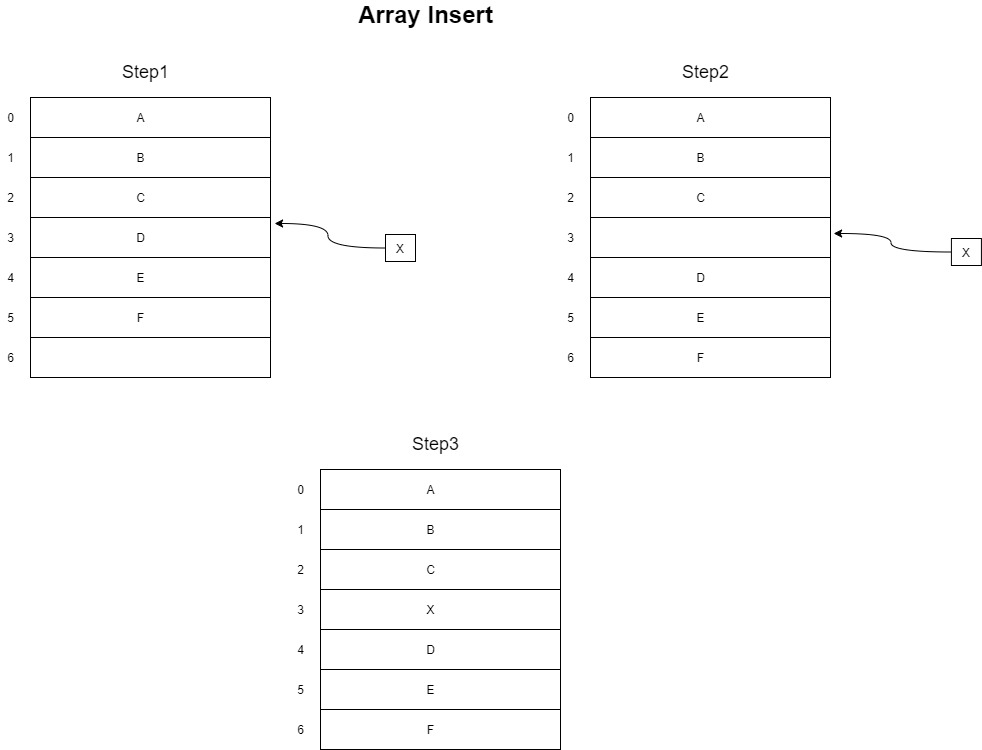 Array Insert
Step1
0 A
1 B
2 C
3 D
X
4 E
5 F
6
Step2
0 A
1 B
2 C
3
X
4 D
5 E
6 F
Step3
0 A
1 B
2 C
3 X
4 D
5 E
6 F